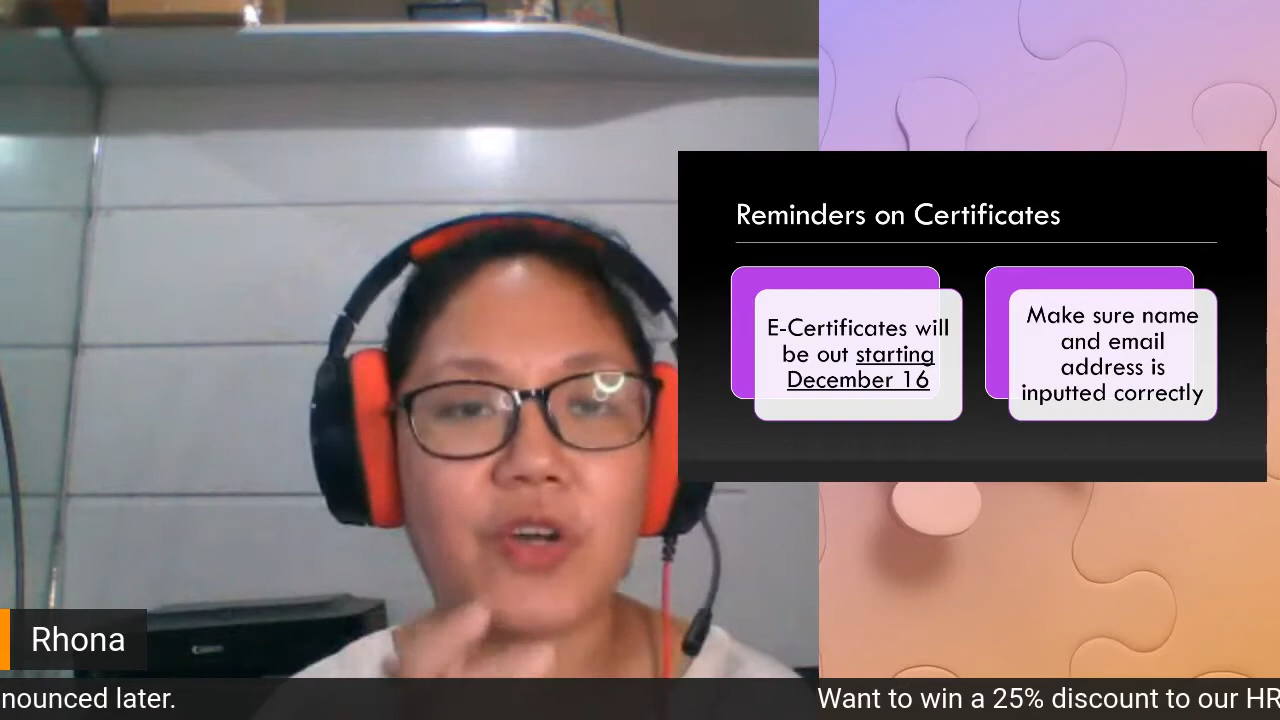 Reminders on Certificates
E-Certificates will
be out starting
December 16
Make sure name
and email
address is
inputted correctly
Canon
Rhona
nounced later.
Want to win a 25% discount to our HR